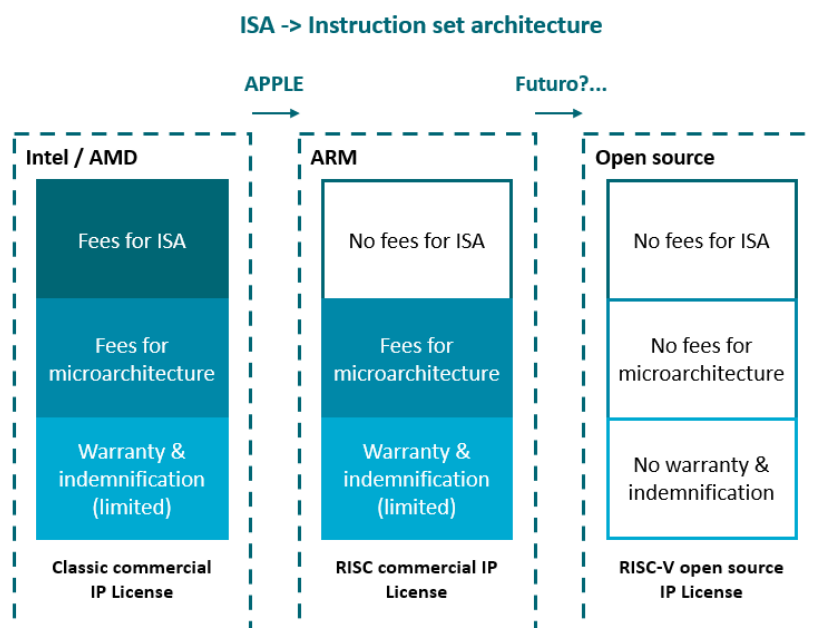 ISA -> Instruction set architecture
APPLE
Futuro?...
Intel / AMD
Fees for ISA
Fees for
microarchitecture
Warranty &
indemnification
(limited)
Classic commercial
IP License
ARM
No fees for ISA
Fees for
microarchitecture
Warranty &
indemnification
(limited)
RISC commercial IP
License
Open source
No fees for ISA
No fees for
microarchitecture
No warranty &
indemnification
RISC-V open source
IP License